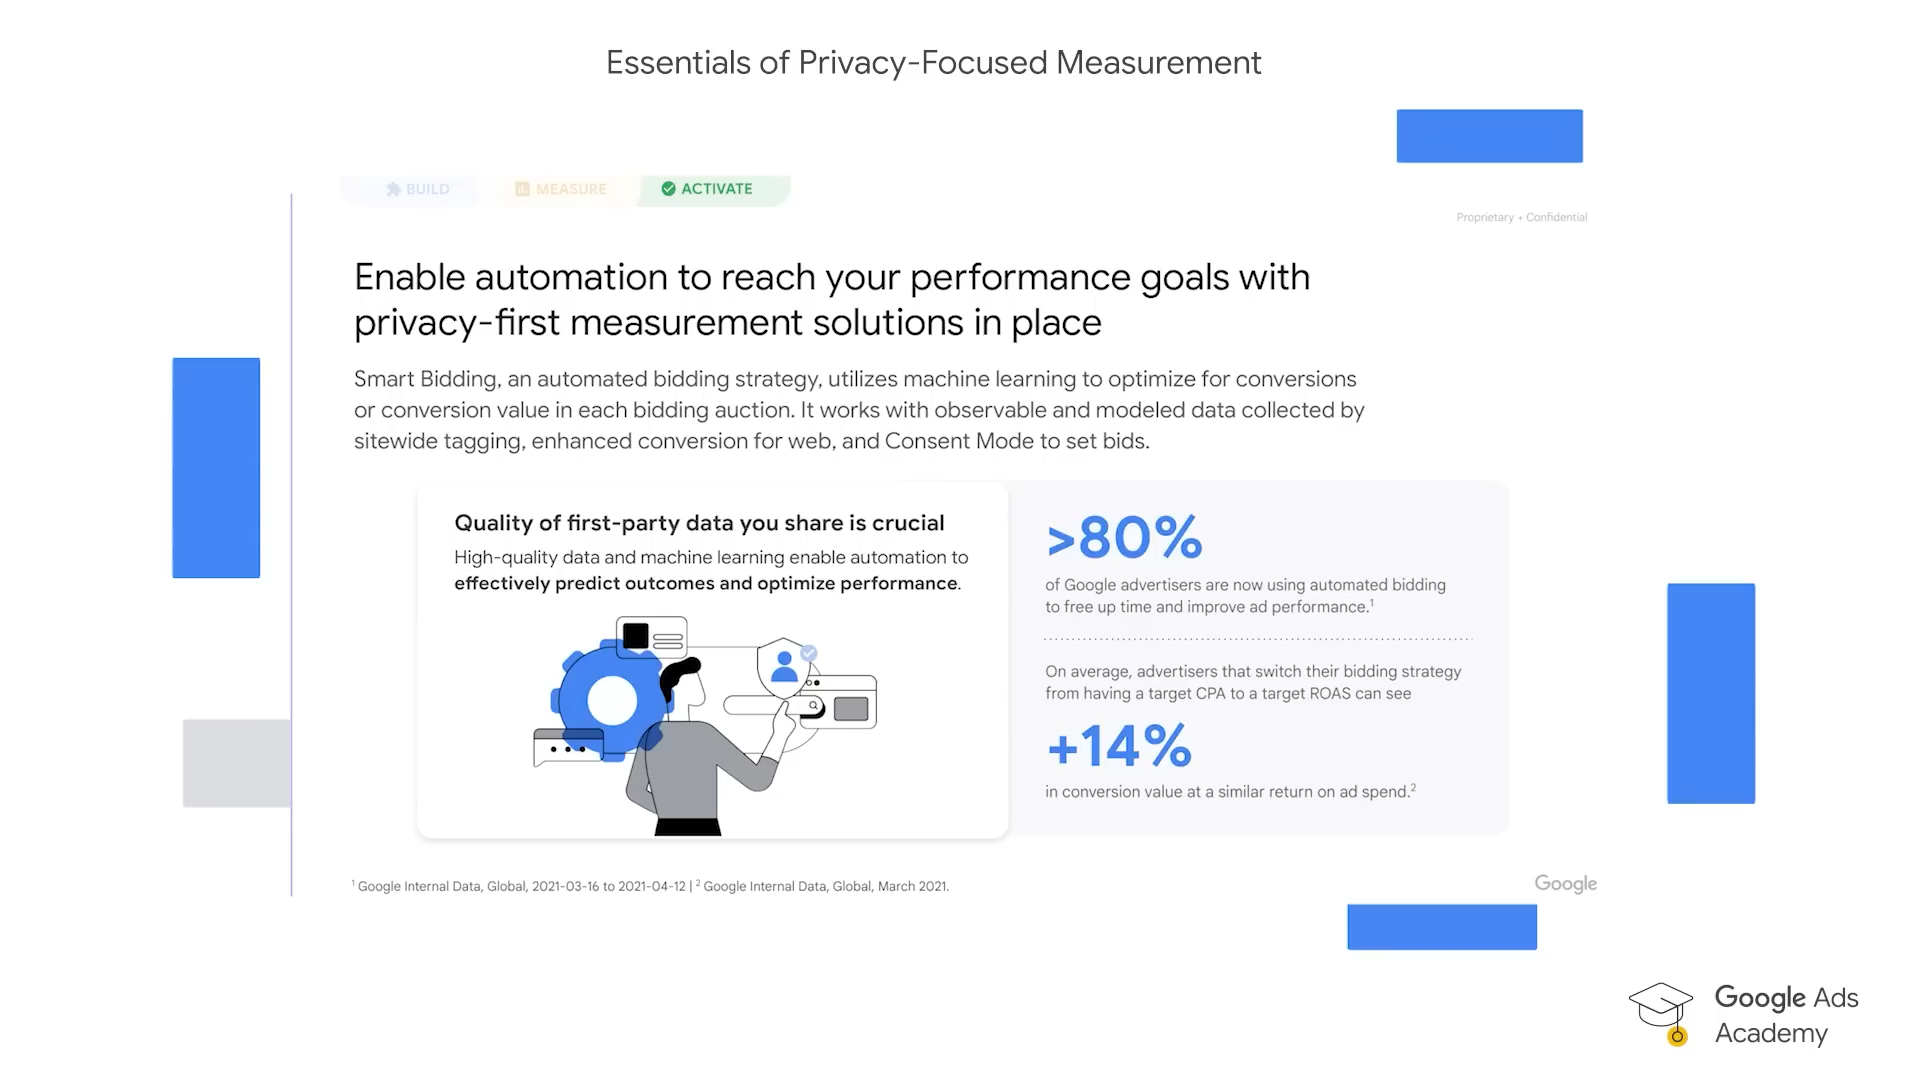 Essentials of Privacy-Focused Measurement
BUILD
MEASURE
ACTIVATE
Proprietary + Confidential
Enable automation to reach your performance goals with
privacy-first measurement solutions in place
Smart Bidding, an automated bidding strategy, utilizes machine learning to optimize for conversions
or conversion value in each bidding auction. It works with observable and modeled data collected by
sitewide tagging, enhanced conversion for web, and Consent Mode to set bids.
Quality of first-party data you share is crucial
High-quality data and machine learning enable automation to
effectively predict outcomes and optimize performance.
>80%
of Google advertisers are now using automated bidding
to free up time and improve ad performance.¹
On average, advertisers that switch their bidding strategy
from having a target CPA to a target ROAS can see
+14%
in conversion value at a similar return on ad spend.²
¹ Google Internal Data, Global, 2021-03-16 to 2021-04-12 | ² Google Internal Data, Global, March 2021.
Google
Google Ads
Academy